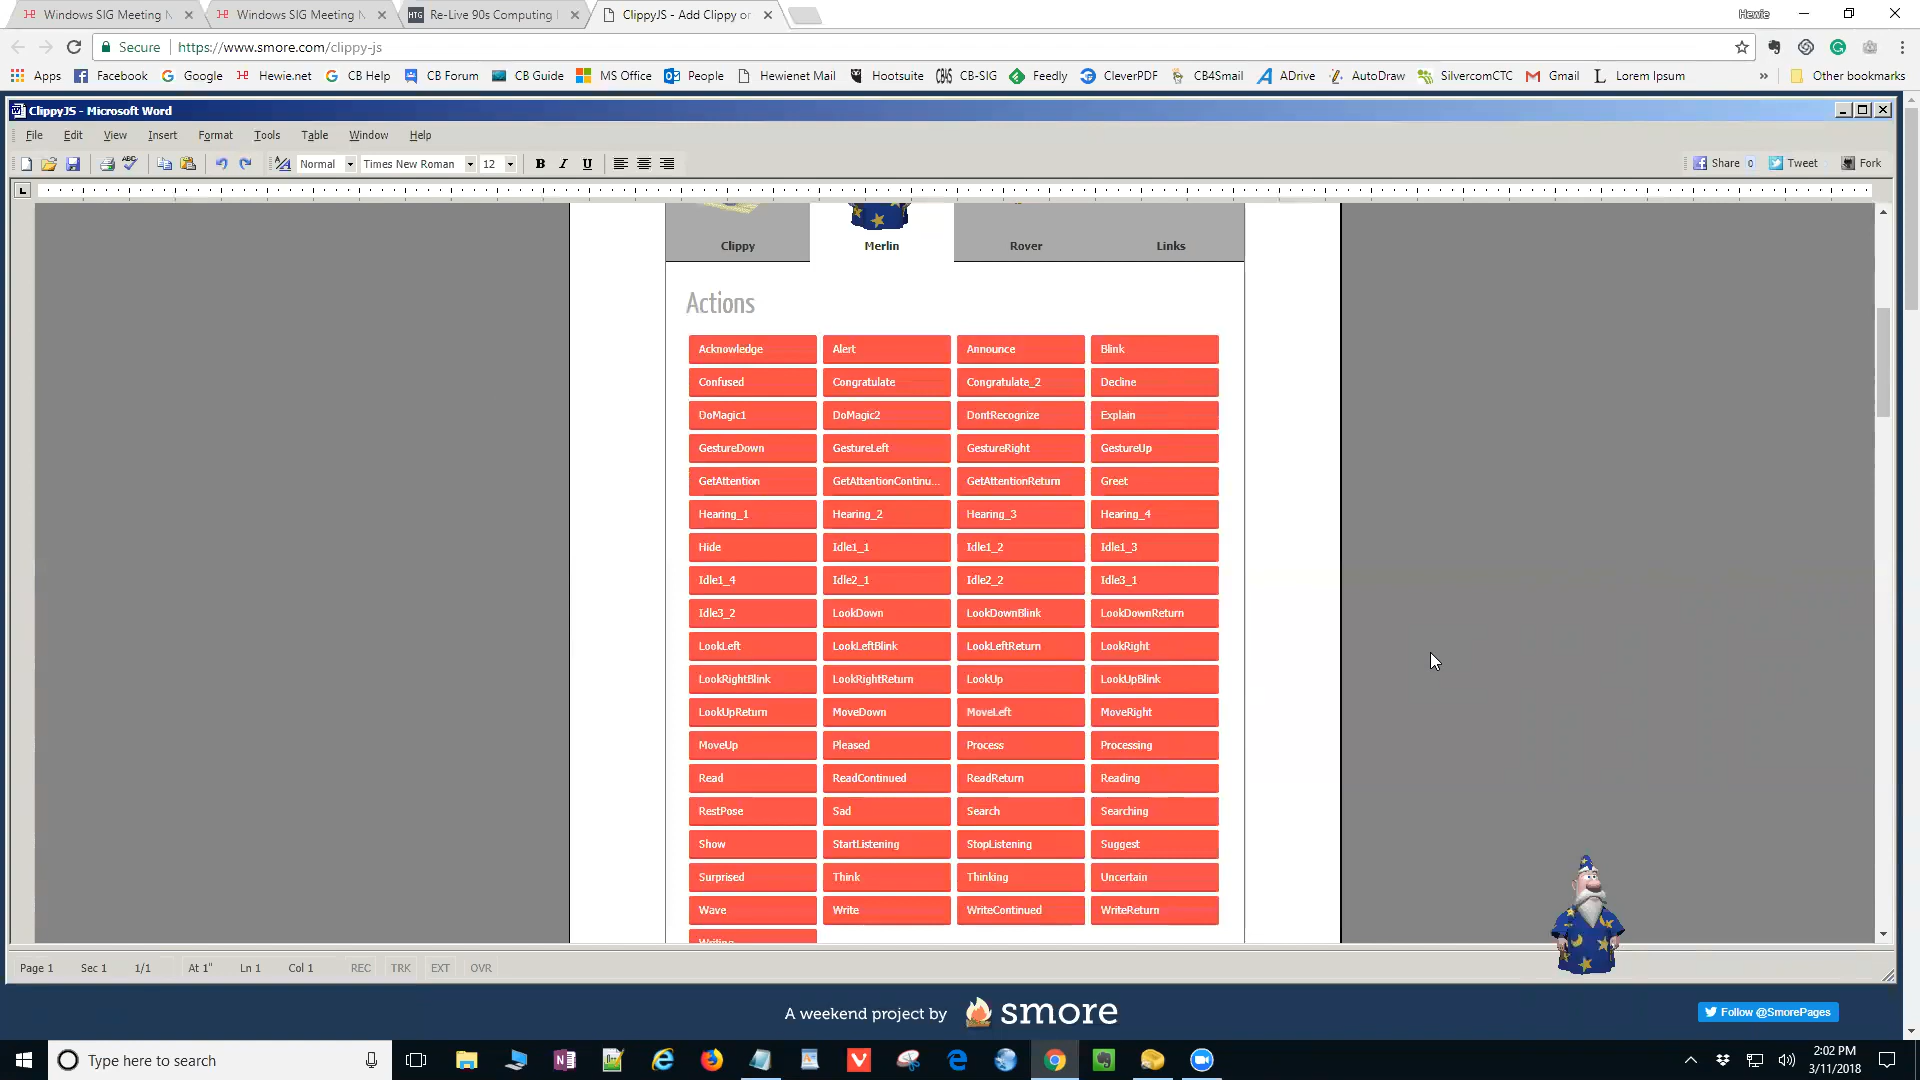 Windows SIG Meeting N
Windows SIG Meeting N
HTG Re-Live 90s Computing
ClippyJS - Add Clippy or
Hewie
Secure https://www.smore.com/clippy-js
Apps Facebook Google Hewie.net CB Help CB Forum CB Guide MS Office People Hewienet Mail Hootsuite CB-SIG Feedly CleverPDF CB4Smail ADrive AutoDraw SilvercomCTC Gmail Lorem Ipsum » Other bookmarks
ClippyJS - Microsoft Word
File Edit View Insert Format Tools Table Window Help
Normal Times New Roman 12 B I U Share 0 Tweet Fork
Clippy Merlin Rover Links
Actions
Acknowledge Alert Announce Blink
Confused Congratulate Congratulate_2 Decline
DoMagic1 DoMagic2 DontRecognize Explain
GestureDown GestureLeft GestureRight GestureUp
GetAttention GetAttentionContinu... GetAttentionReturn Greet
Hearing_1 Hearing_2 Hearing_3 Hearing_4
Hide Idle1_1 Idle1_2 Idle1_3
Idle1_4 Idle2_1 Idle2_2 Idle3_1
Idle3_2 LookDown LookDownBlink LookDownReturn
LookLeft LookLeftBlink LookLeftReturn LookRight
LookRightBlink LookRightReturn LookUp LookUpBlink
LookUpReturn MoveDown MoveLeft MoveRight
MoveUp Pleased Process Processing
Read ReadContinued ReadReturn Reading
RestPose Sad Search Searching
Show StartListening StopListening Suggest
Surprised Think Thinking Uncertain
Wave Write WriteContinued WriteReturn
Writing
Page 1 Sec 1 1/1 At 1" Ln 1 Col 1 REC TRK EXT OVR
A weekend project by smore
Follow @SmorePages
Type here to search
2:02 PM
3/11/2018